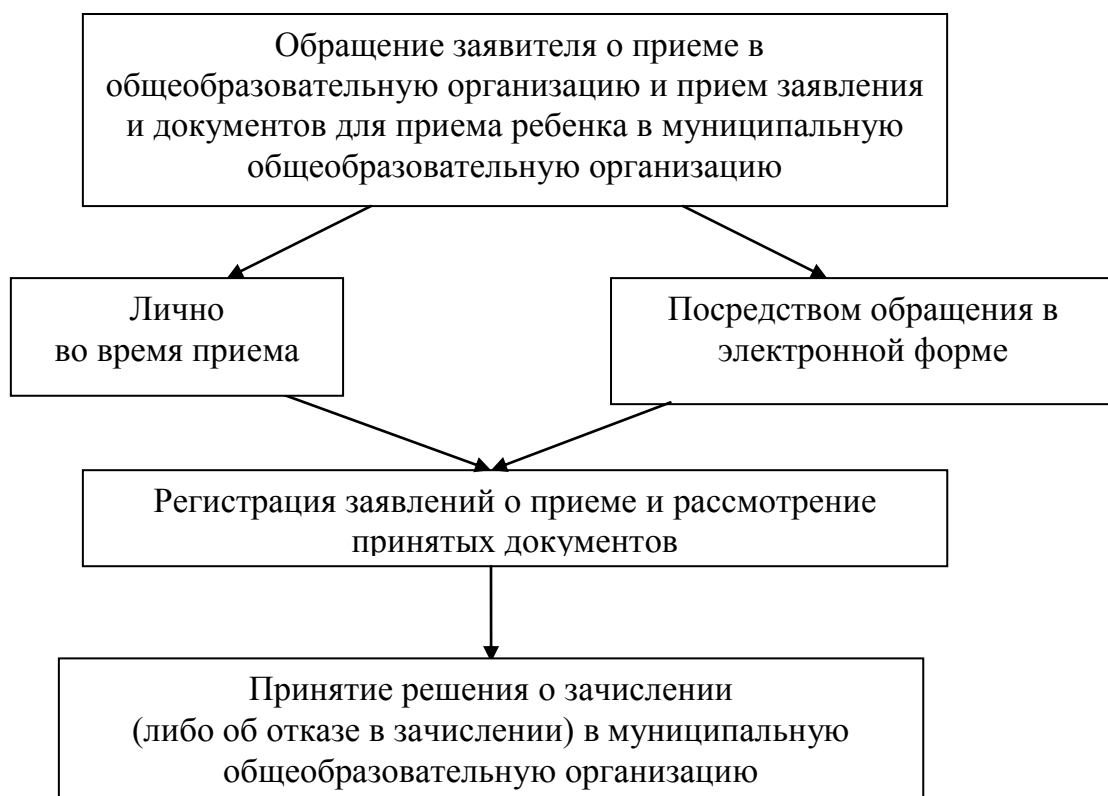 Обращение заявителя о приеме в
общеобразовательную организацию и прием заявления
и документов для приема ребенка в муниципальную
общеобразовательную организацию
Лично
во время приема
Посредством обращения в
электронной форме
Регистрация заявлений о приеме и рассмотрение
принятых документов
Принятие решения о зачислении
(либо об отказе в зачислении) в муниципальную
общеобразовательную организацию